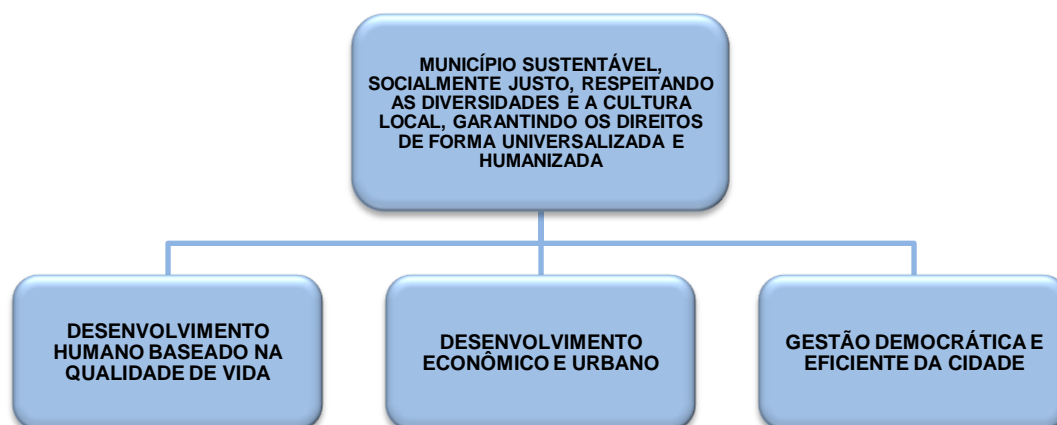 MUNICÍPIO SUSTENTÁVEL,
SOCIALMENTE JUSTO, RESPEITANDO
AS DIVERSIDADES E A CULTURA
LOCAL, GARANTINDO OS DIREITOS
DE FORMA UNIVERSALIZADA E
HUMANIZADA
DESENVOLVIMENTO
HUMANO BASEADO NA
QUALIDADE DE VIDA
DESENVOLVIMENTO
ECONÔMICO E URBANO
GESTÃO DEMOCRÁTICA E
EFICIENTE DA CIDADE